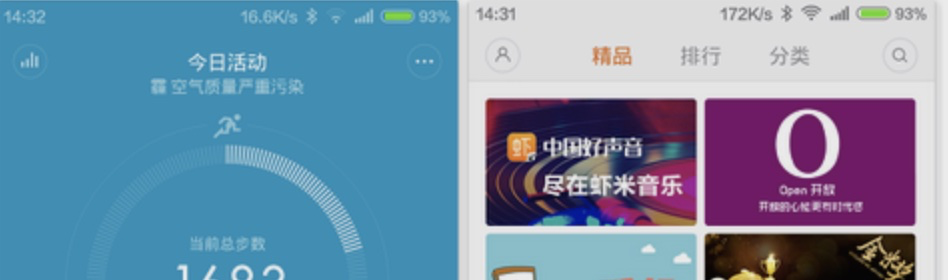 14:32 16.6K/s 93%
今日活动
霾 空气质量严重污染
当前总步数
14:31 172K/s 93%
精品 排行 分类
虾 中国好声音
尽在虾米音乐
Open 开放